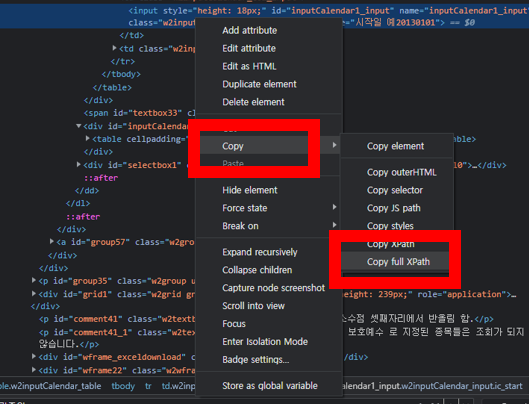 <input style="height: 18px;" id="inputCalendar1_input" name="inputCalendar1_input"
class="w2input 시작일 예20130101"> == $0
</td>
<td class="w2in
</tr>
</tbody>
</table>
</div>
<span id="textbox33" c
<div id="inputCalendar
<table cellpadding=" ble>
</div>
<div id="selectbox1" c 10">…</div>
::after
</dd>
::after
</dl>
::after
</div>
<a id="group57" class="w2gro
</div>
<p id="group35" class="w2group u
<div id="grid1" class="w2grid gr height: 239px;" role="application">…
</div>
<p id="comment41" class="w2textb 소수점 셋째자리에서 반올림 함.</p>
<p id="comment41_1" class="w2tex 보호예수 로 지정된 종목들은 조회가 되지
않습니다.</p>
<div id="wframe_exceldownload"
<div id="wframe22" class="w2wfram
ble.w2inputCalendar_table tbody tr td.w2inp alendar1_input.w2inputCalendar_input.ic_start
Add attribute
Edit attribute
Edit as HTML
Duplicate element
Delete element
Copy
Paste
Hide element
Force state
Break on
Expand recursively
Collapse children
Capture node screenshot
Scroll into view
Focus
Enter Isolation Mode
Badge settings...
Store as global variable
Copy element
Copy outerHTML
Copy selector
Copy JS path
Copy styles
Copy XPath
Copy full XPath